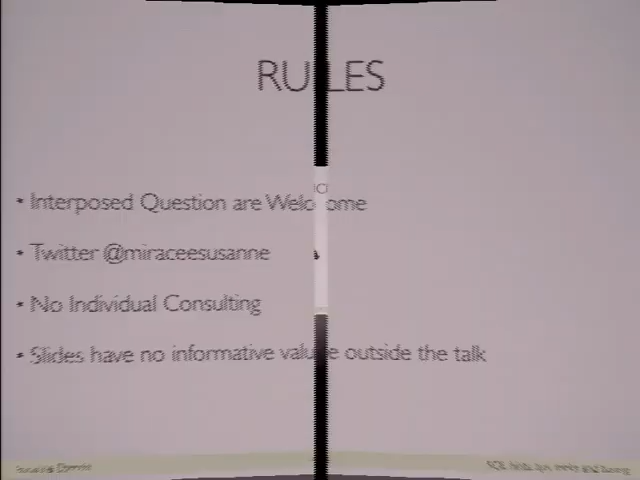 RULES
• Interposed Question are Welcome
• Twitter @miraceesusanne
• No Individual Consulting
• Slides have no informative value outside the talk